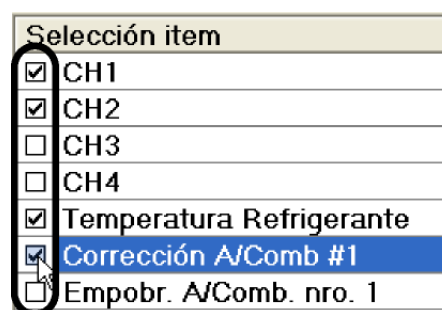 Selección item
CH1
CH2
CH3
CH4
Temperatura Refrigerante
Corrección A/Comb #1
Empobr. A/Comb. nro. 1